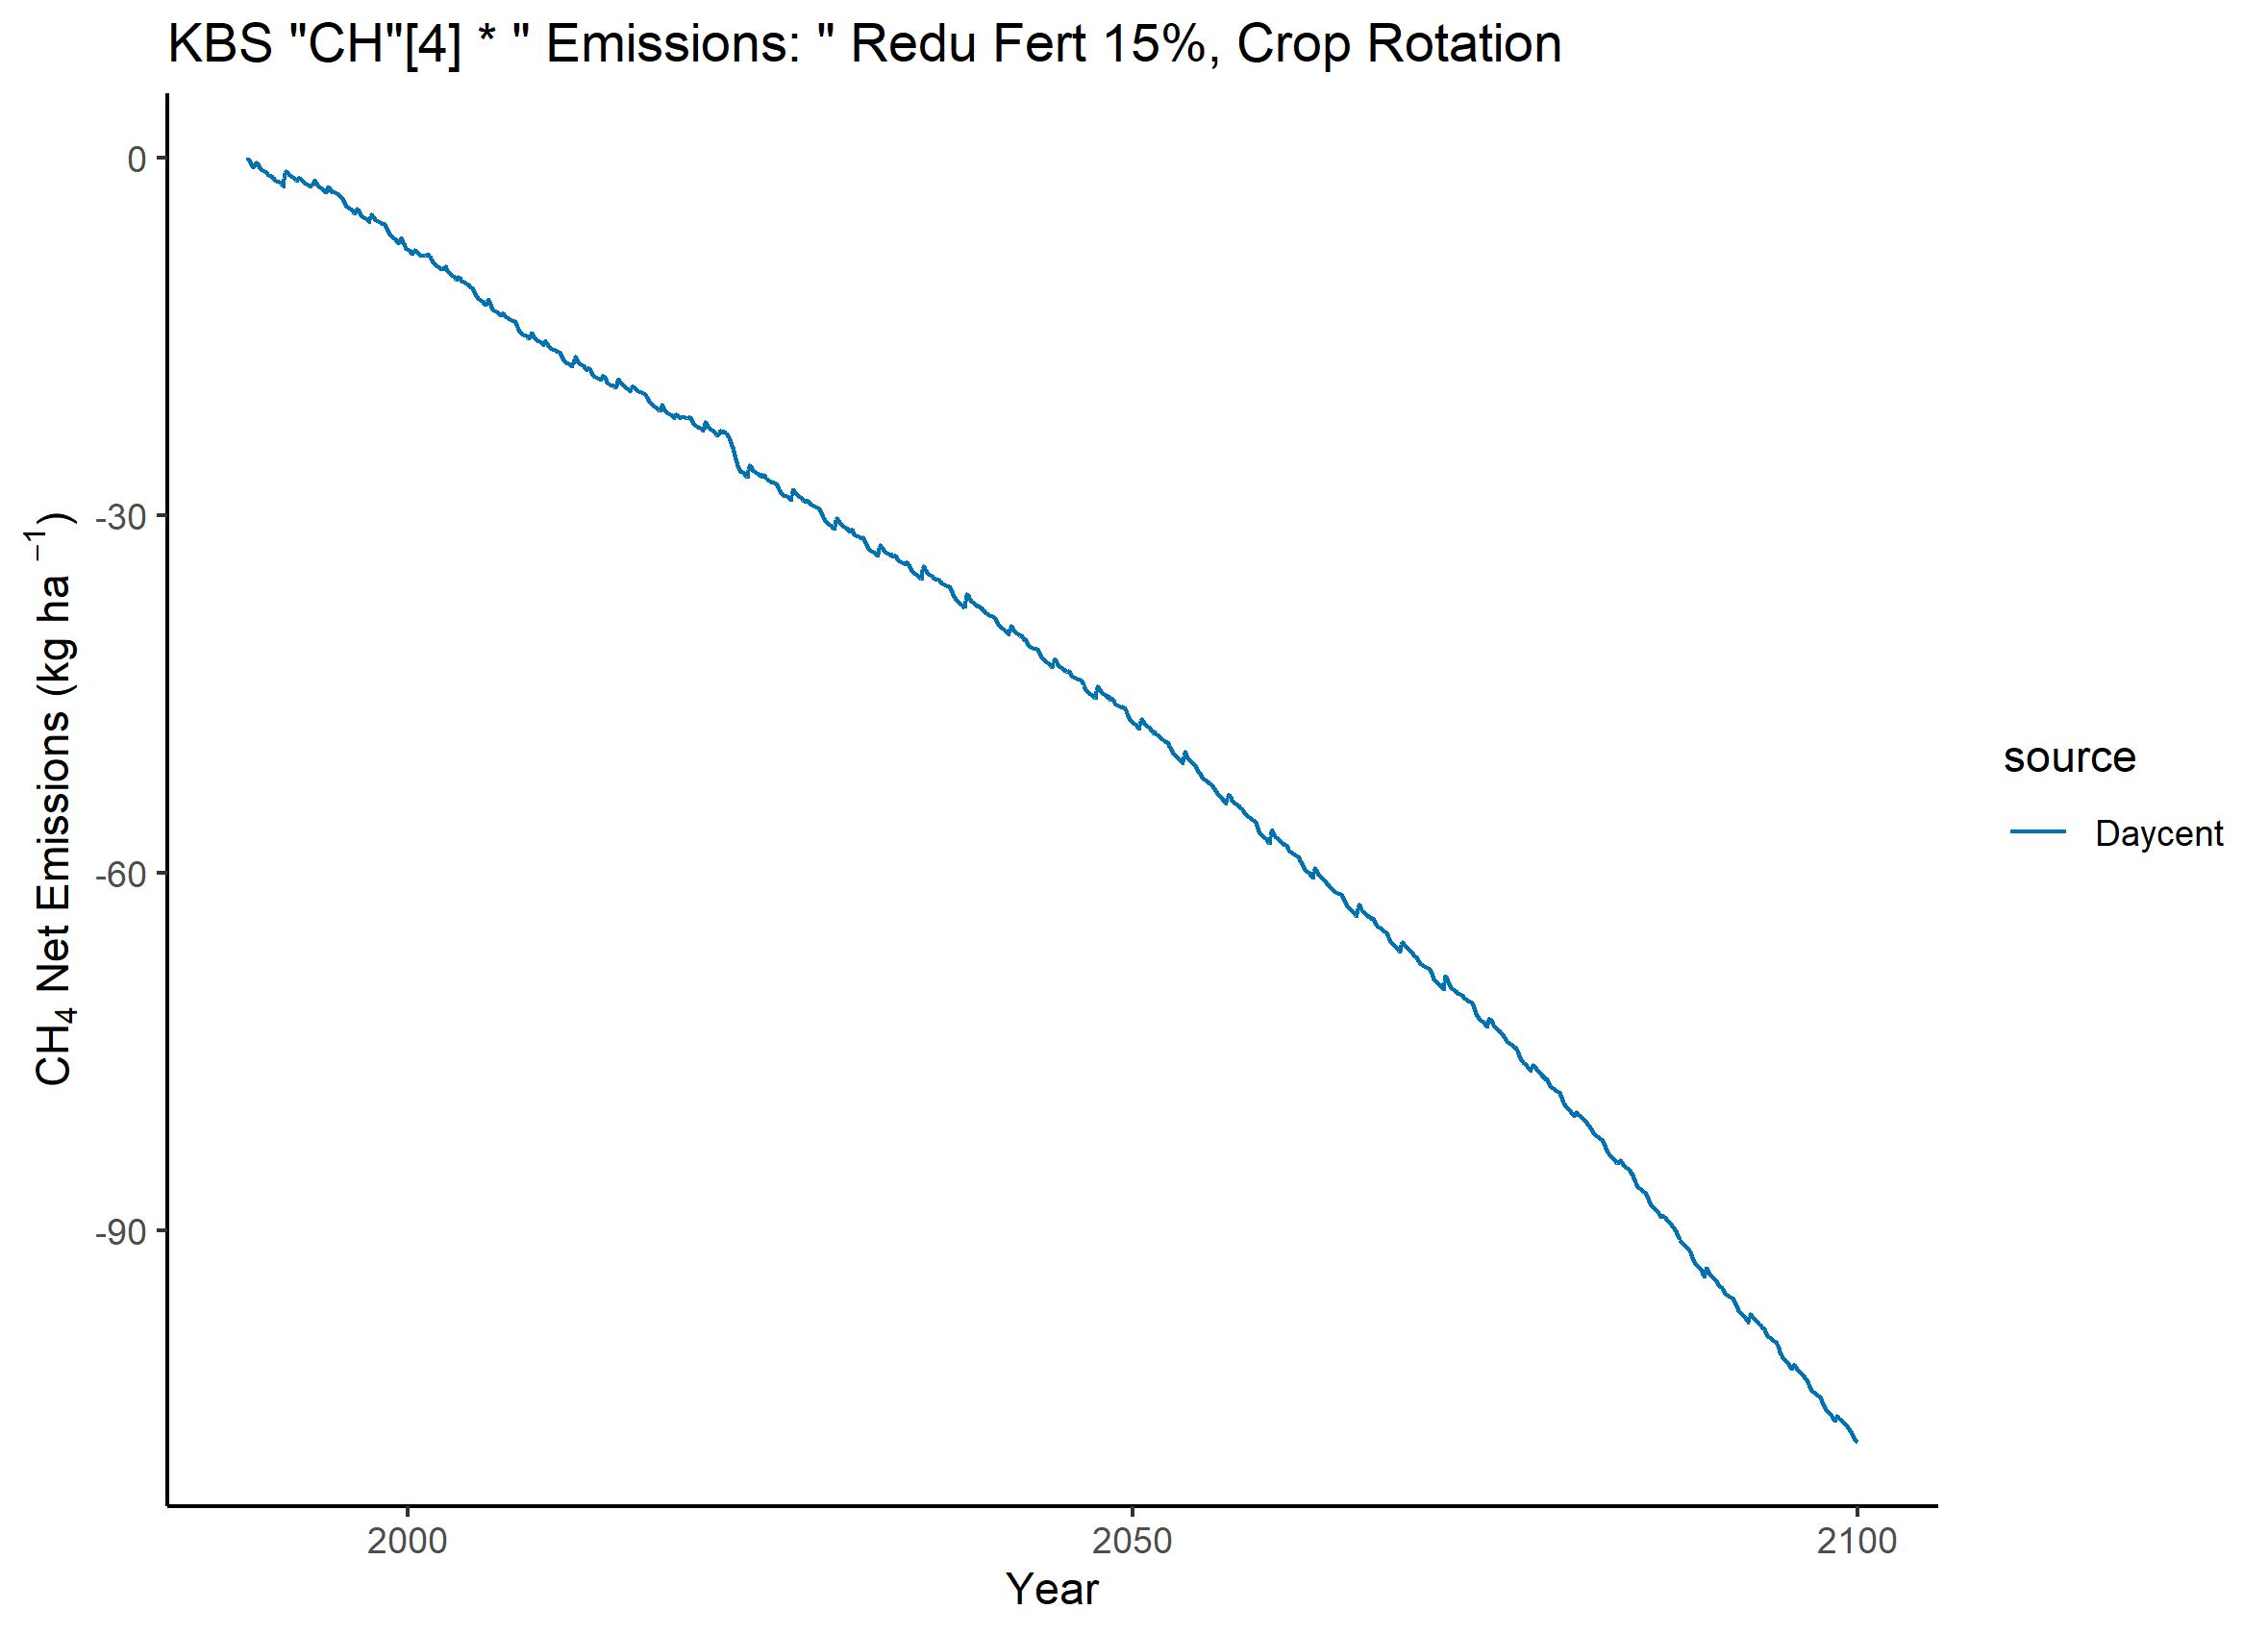 KBS "CH"[4] * " Emissions: " Redu Fert 15%, Crop Rotation
CH₄ Net Emissions (kg ha ⁻¹)
0
-30
-60
-90
2000
2050
2100
Year
source
Daycent